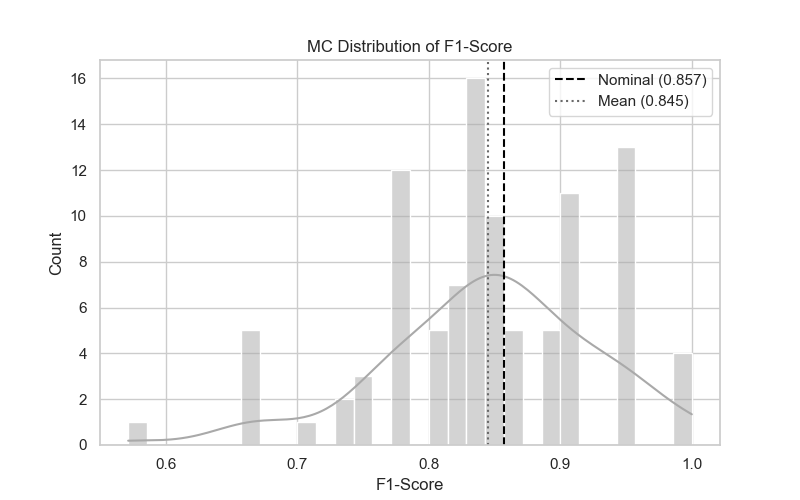 MC Distribution of F1-Score
Nominal (0.857)
Mean (0.845)
Count
16
14
12
10
8
6
4
2
0
0.6 0.7 0.8 0.9 1.0
F1-Score